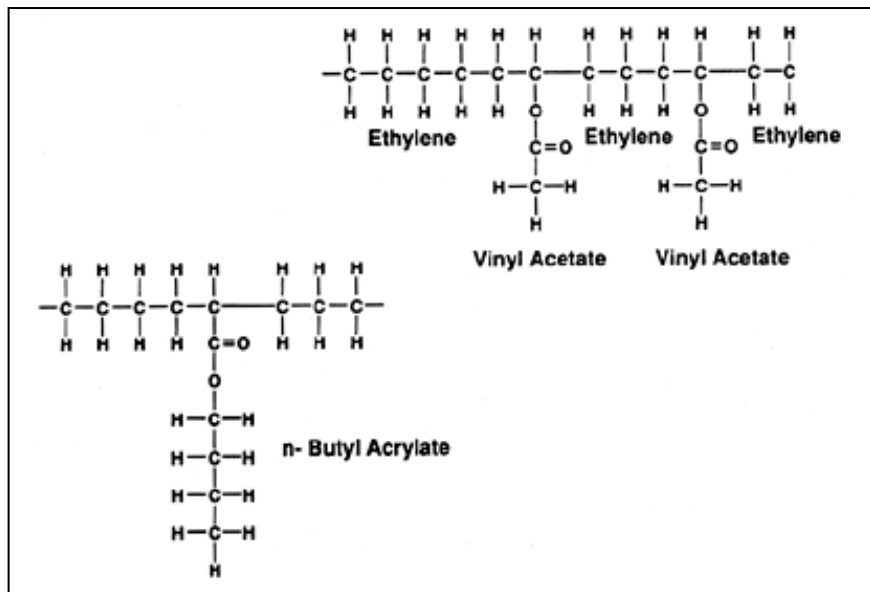 H H H H H H H H H H H H
—C—C—C—C—C—C—C—C—C—C—C—C
H H H H H O H H H O H H
Ethylene Ethylene Ethylene
C=O C=O
H—C—H H—C—H
H H
Vinyl Acetate Vinyl Acetate
H H H H H H H H
—C—C—C—C—C—C—C—C—
H H H H C=O H H H
O
H—C—H
n- Butyl Acrylate
H—C—H
H—C—H
H—C—H
H